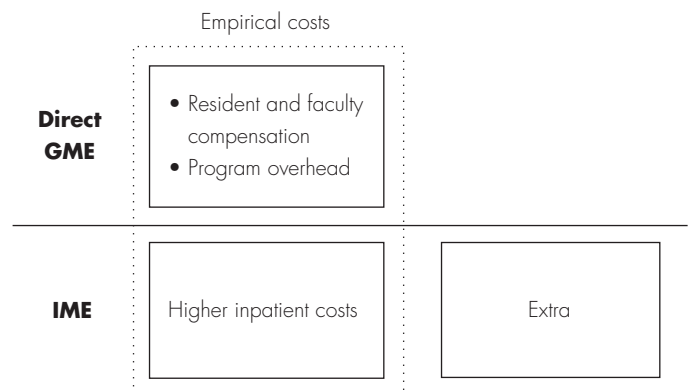 Empirical costs
Direct
GME
• Resident and faculty
compensation
• Program overhead
IME
Higher inpatient costs
Extra